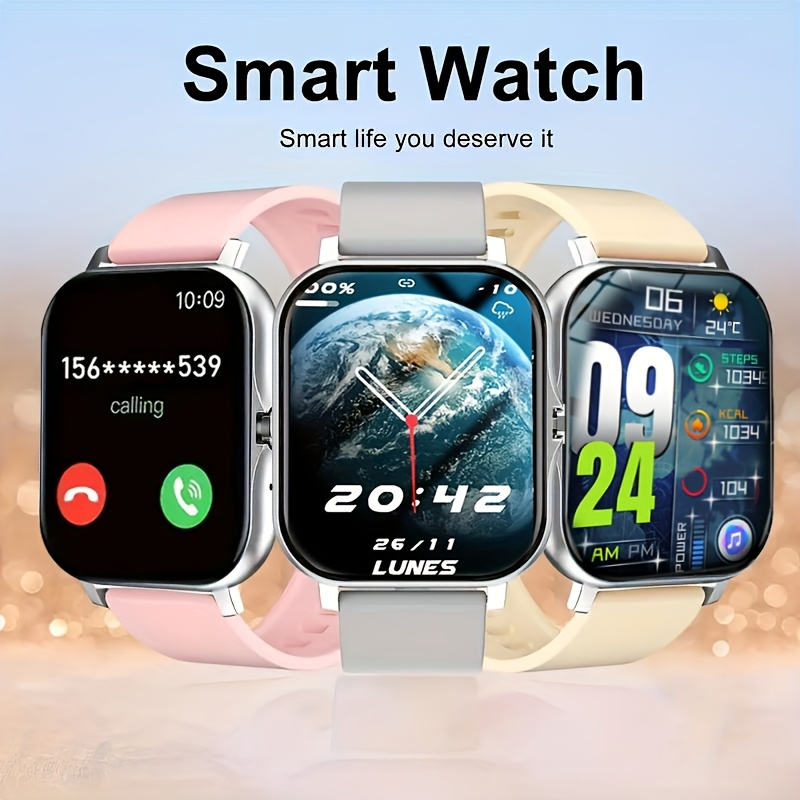 Smart Watch
Smart life you deserve it
10:09
156*****539
calling
00%
-10
20:42
26/11
LUNES
06
WEDNESDAY
24°C
09
24
AM PM
STEPS
1034
KCAL
1034
104
POWER